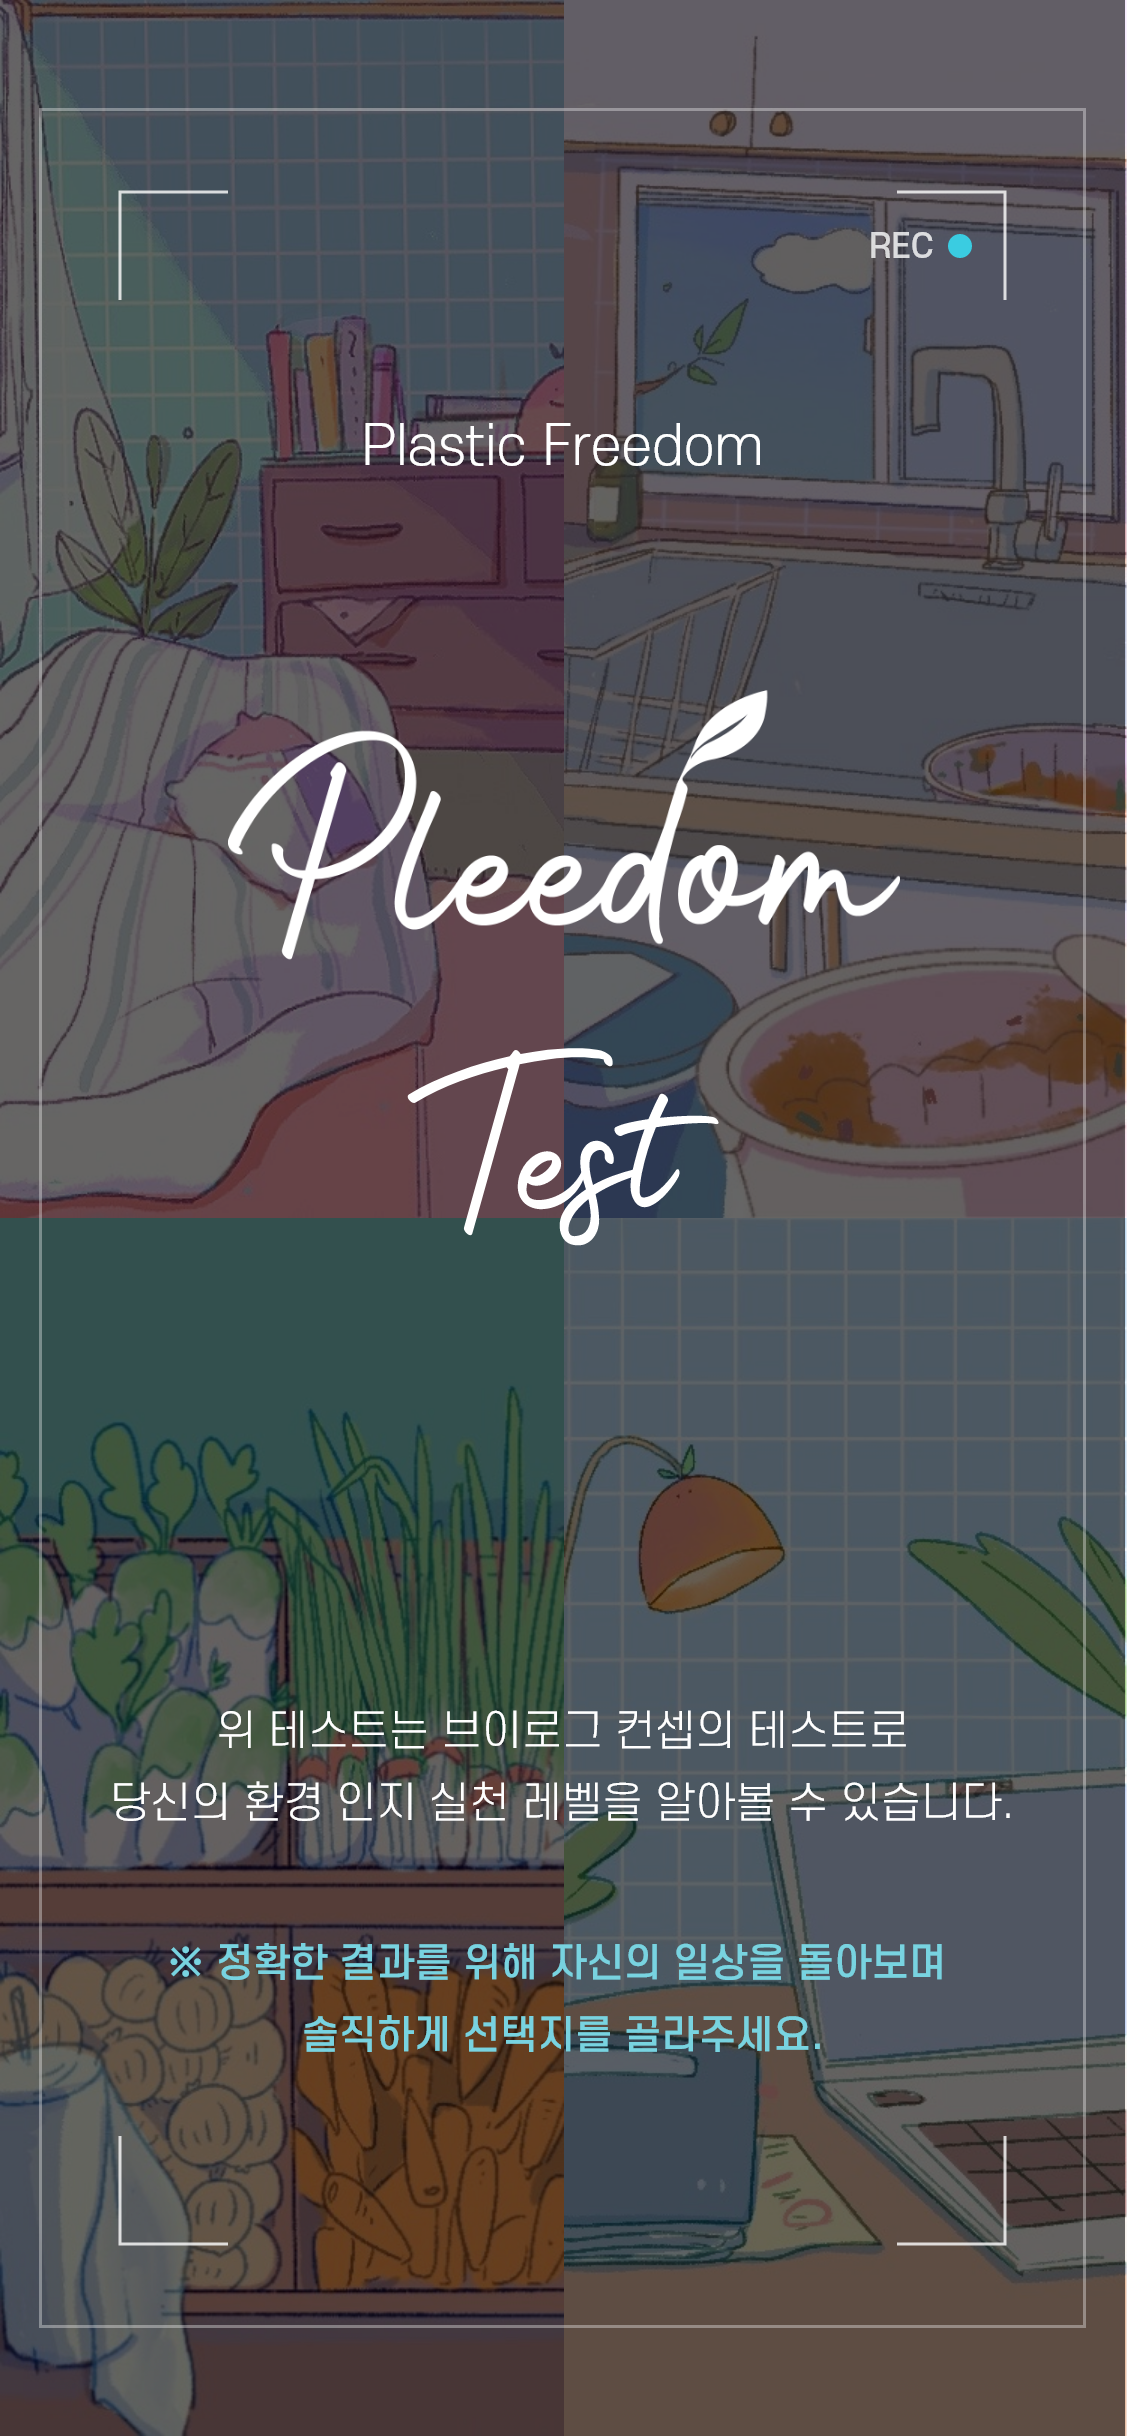 REC
Plastic Freedom
Pleedom
Test
위 테스트는 브이로그 컨셉의 테스트로
당신의 환경 인지 실천 레벨을 알아볼 수 있습니다.
※ 정확한 결과를 위해 자신의 일상을 돌아보며
솔직하게 선택지를 골라주세요.